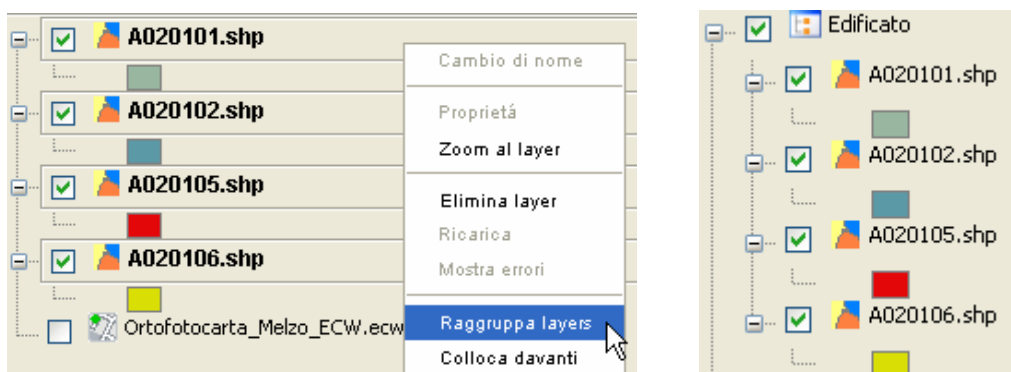 A020101.shp
A020102.shp
A020105.shp
A020106.shp
Ortofotocarta_Melzo_ECW.ecw
Cambio di nome
Proprietá
Zoom al layer
Elimina layer
Ricarica
Mostra errori
Raggruppa layers
Colloca davanti
Edificato
A020101.shp
A020102.shp
A020105.shp
A020106.shp